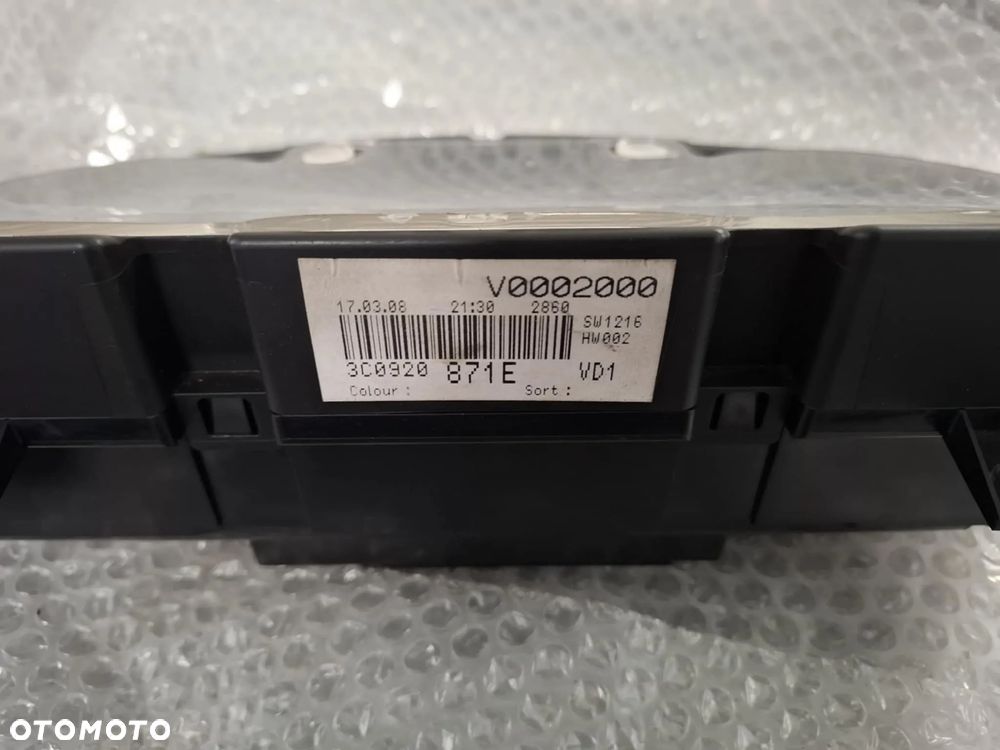 V0002000
17.03.08 21:30 2860
SW1216
HW002
3C0920 871E VD1
Colour : Sort :
OTOMOTO